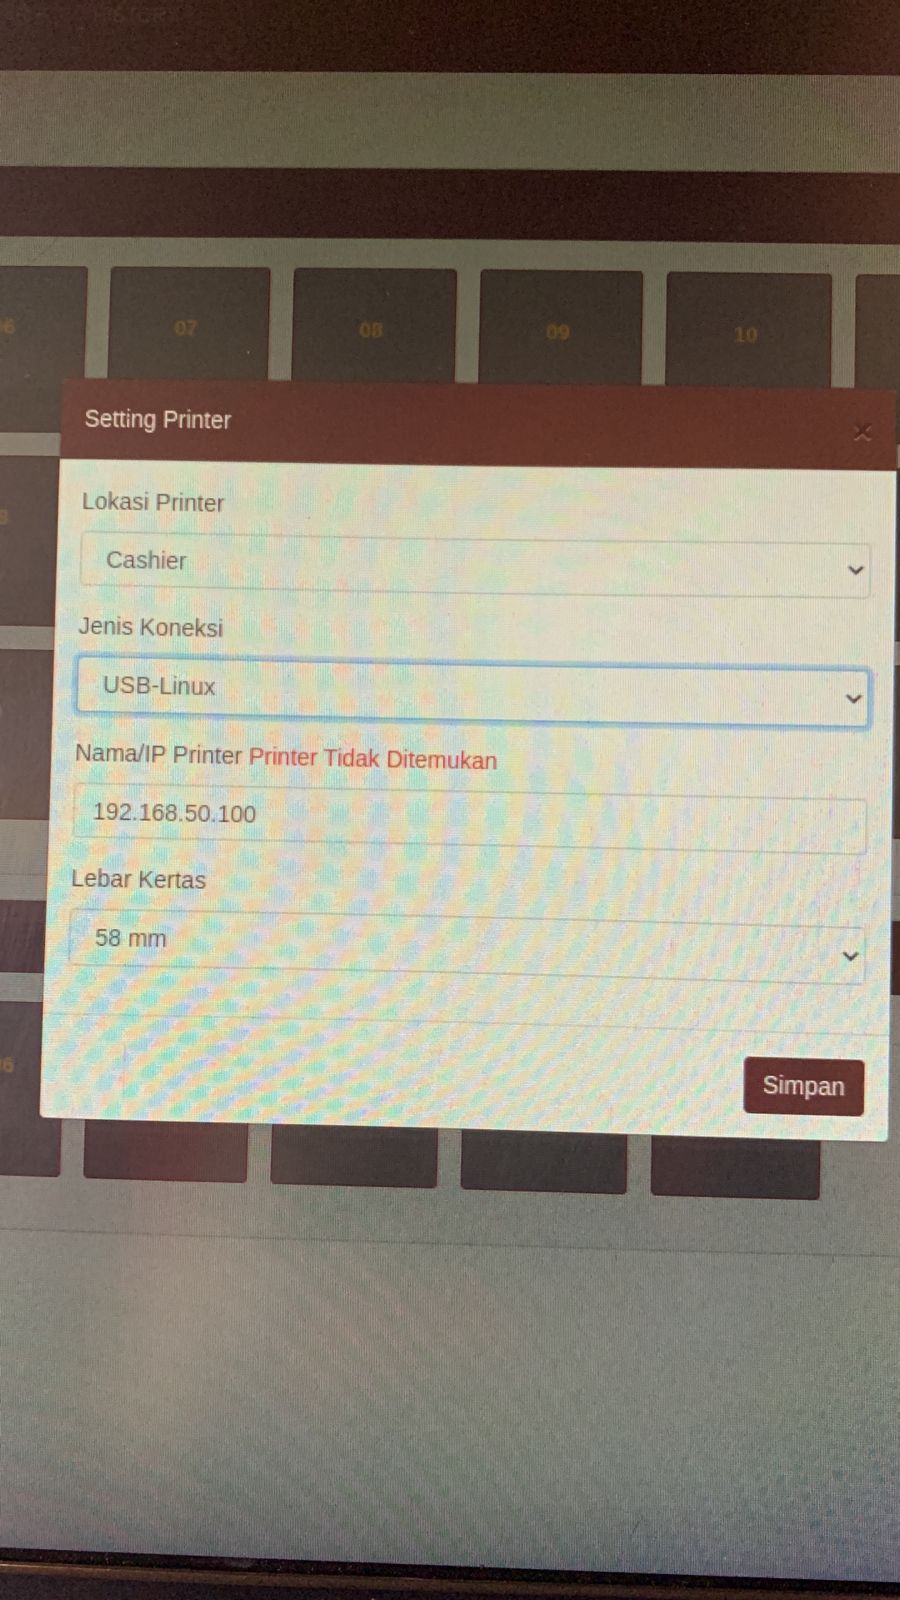 07
08
09
10
Setting Printer
×
Lokasi Printer
Cashier
Jenis Koneksi
USB-Linux
Nama/IP Printer Printer Tidak Ditemukan
192.168.50.100
Lebar Kertas
58 mm
Simpan